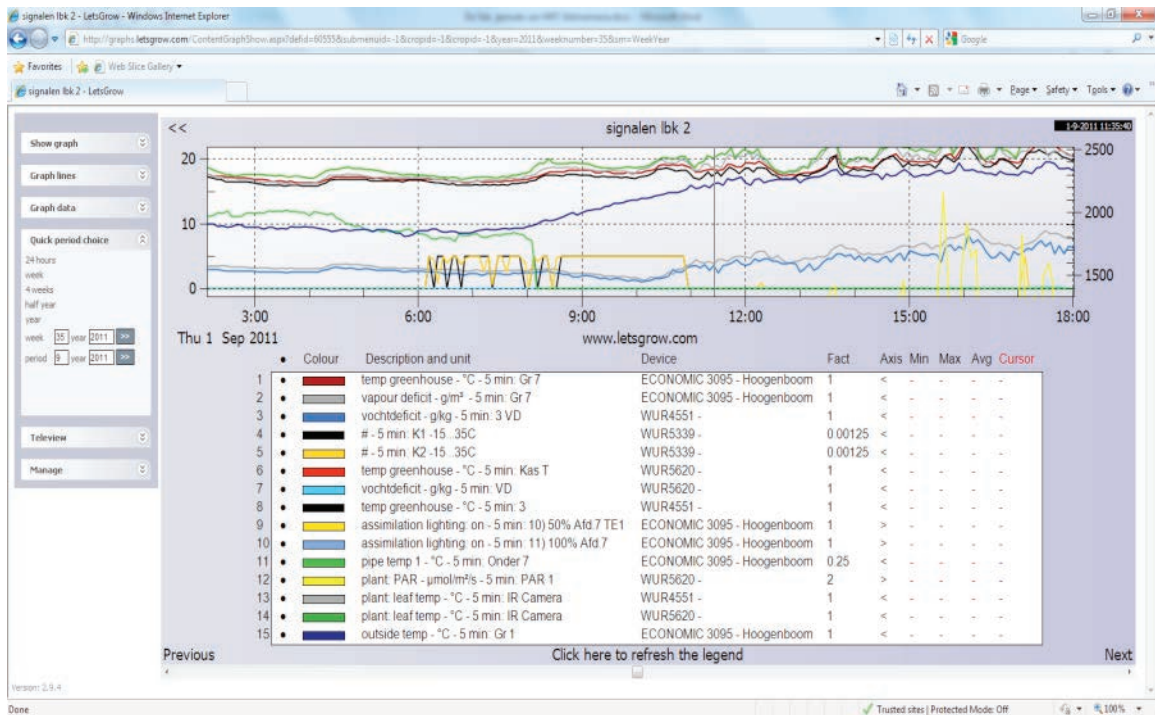 signalen lbk 2 - LetsGrow - Windows Internet Explorer
http://graphs.letsgrow.com/ContentGraphShow.aspx?defid=60555&submenuid=-1&cropid=-1&cropid=-1&year=2011&weeknumber=35&sm=WeekYear
Google
Favorites Web Slice Gallery
signalen lbk 2 - LetsGrow
Page Safety Tools
Show graph
Graph lines
Graph data
Quick period choice
24 hours
week
4 weeks
half year
year
week 35 year 2011 >>
period 9 year 2011 >>
Teleview
Manage
Version: 2.9.4
<< signalen lbk 2 1-9-2011 11:35:40
20 2500
10 2000
0 1500
3:00 6:00 9:00 12:00 15:00 18:00
Thu 1 Sep 2011 www.letsgrow.com
• Colour Description and unit Device Fact Axis Min Max Avg Cursor
1 • temp greenhouse - °C - 5 min: Gr 7 ECONOMIC 3095 - Hoogenboom 1 < - - - -
2 • vapour deficit - g/m³ - 5 min: Gr 7 ECONOMIC 3095 - Hoogenboom 1 < - - - -
3 • vochtdeficit - g/kg - 5 min: 3 VD WUR4551 - 1 < - - - -
4 • # - 5 min: K1 -15...35C WUR5339 - 0.00125 < - - - -
5 • # - 5 min: K2 -15...35C WUR5339 - 0.00125 < - - - -
6 • temp greenhouse - °C - 5 min: Kas T WUR5620 - 1 < - - - -
7 • vochtdeficit - g/kg - 5 min: VD WUR5620 - 1 < - - - -
8 • temp greenhouse - °C - 5 min: 3 WUR4551 - 1 < - - - -
9 • assimilation lighting: on - 5 min: 10) 50% Afd.7 TE1 ECONOMIC 3095 - Hoogenboom 1 > - - - -
10 • assimilation lighting: on - 5 min: 11) 100% Afd.7 ECONOMIC 3095 - Hoogenboom 1 > - - - -
11 • pipe temp 1 - °C - 5 min: Onder 7 ECONOMIC 3095 - Hoogenboom 0.25 < - - - -
12 • plant: PAR - µmol/m²/s - 5 min: PAR 1 WUR5620 - 2 > - - - -
13 • plant: leaf temp - °C - 5 min: IR Camera WUR4551 - 1 < - - - -
14 • plant: leaf temp - °C - 5 min: IR Camera WUR5620 - 1 < - - - -
15 • outside temp - °C - 5 min: Gr 1 ECONOMIC 3095 - Hoogenboom 1 < - - - -
Previous Click here to refresh the legend Next
Done Trusted sites | Protected Mode: Off 100%